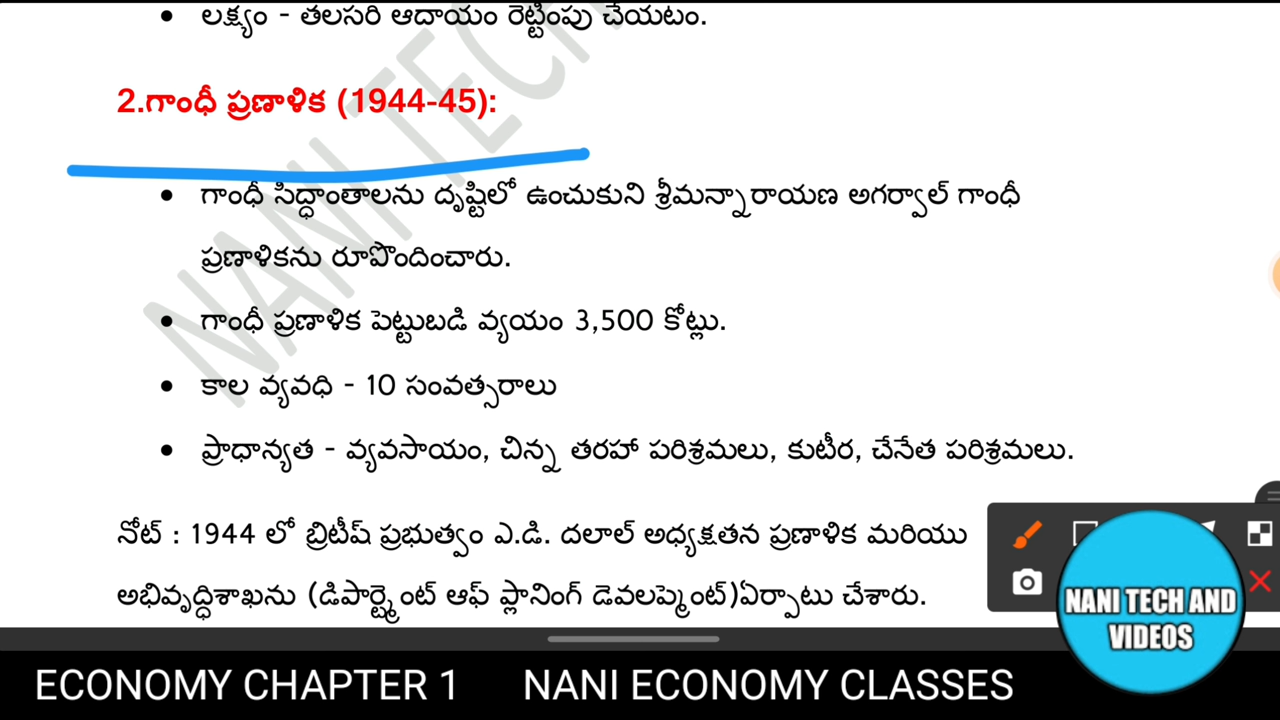 • లక్ష్యం - తలసరి ఆదాయం రెట్టింపు చేయటం.
2.గాంధీ ప్రణాళిక (1944-45):
• గాంధీ సిద్ధాంతాలను దృష్టిలో ఉంచుకుని శ్రీమన్నారాయణ అగర్వాల్ గాంధీ
ప్రణాళికను రూపొందించారు.
• గాంధీ ప్రణాళిక పెట్టుబడి వ్యయం 3,500 కోట్లు.
• కాల వ్యవధి - 10 సంవత్సరాలు
• ప్రాధాన్యత - వ్యవసాయం, చిన్న తరహా పరిశ్రమలు, కుటీర, చేనేత పరిశ్రమలు.
నోట్ : 1944 లో బ్రిటీష్ ప్రభుత్వం ఎ.డి. దలాల్ అధ్యక్షతన ప్రణాళిక మరియు
అభివృద్ధిశాఖను (డిపార్ట్మెంట్ ఆఫ్ ప్లానింగ్ డెవలప్మెంట్)ఏర్పాటు చేశారు.
NANI TECH
NANI TECH AND
VIDEOS
ECONOMY CHAPTER 1 NANI ECONOMY CLASSES